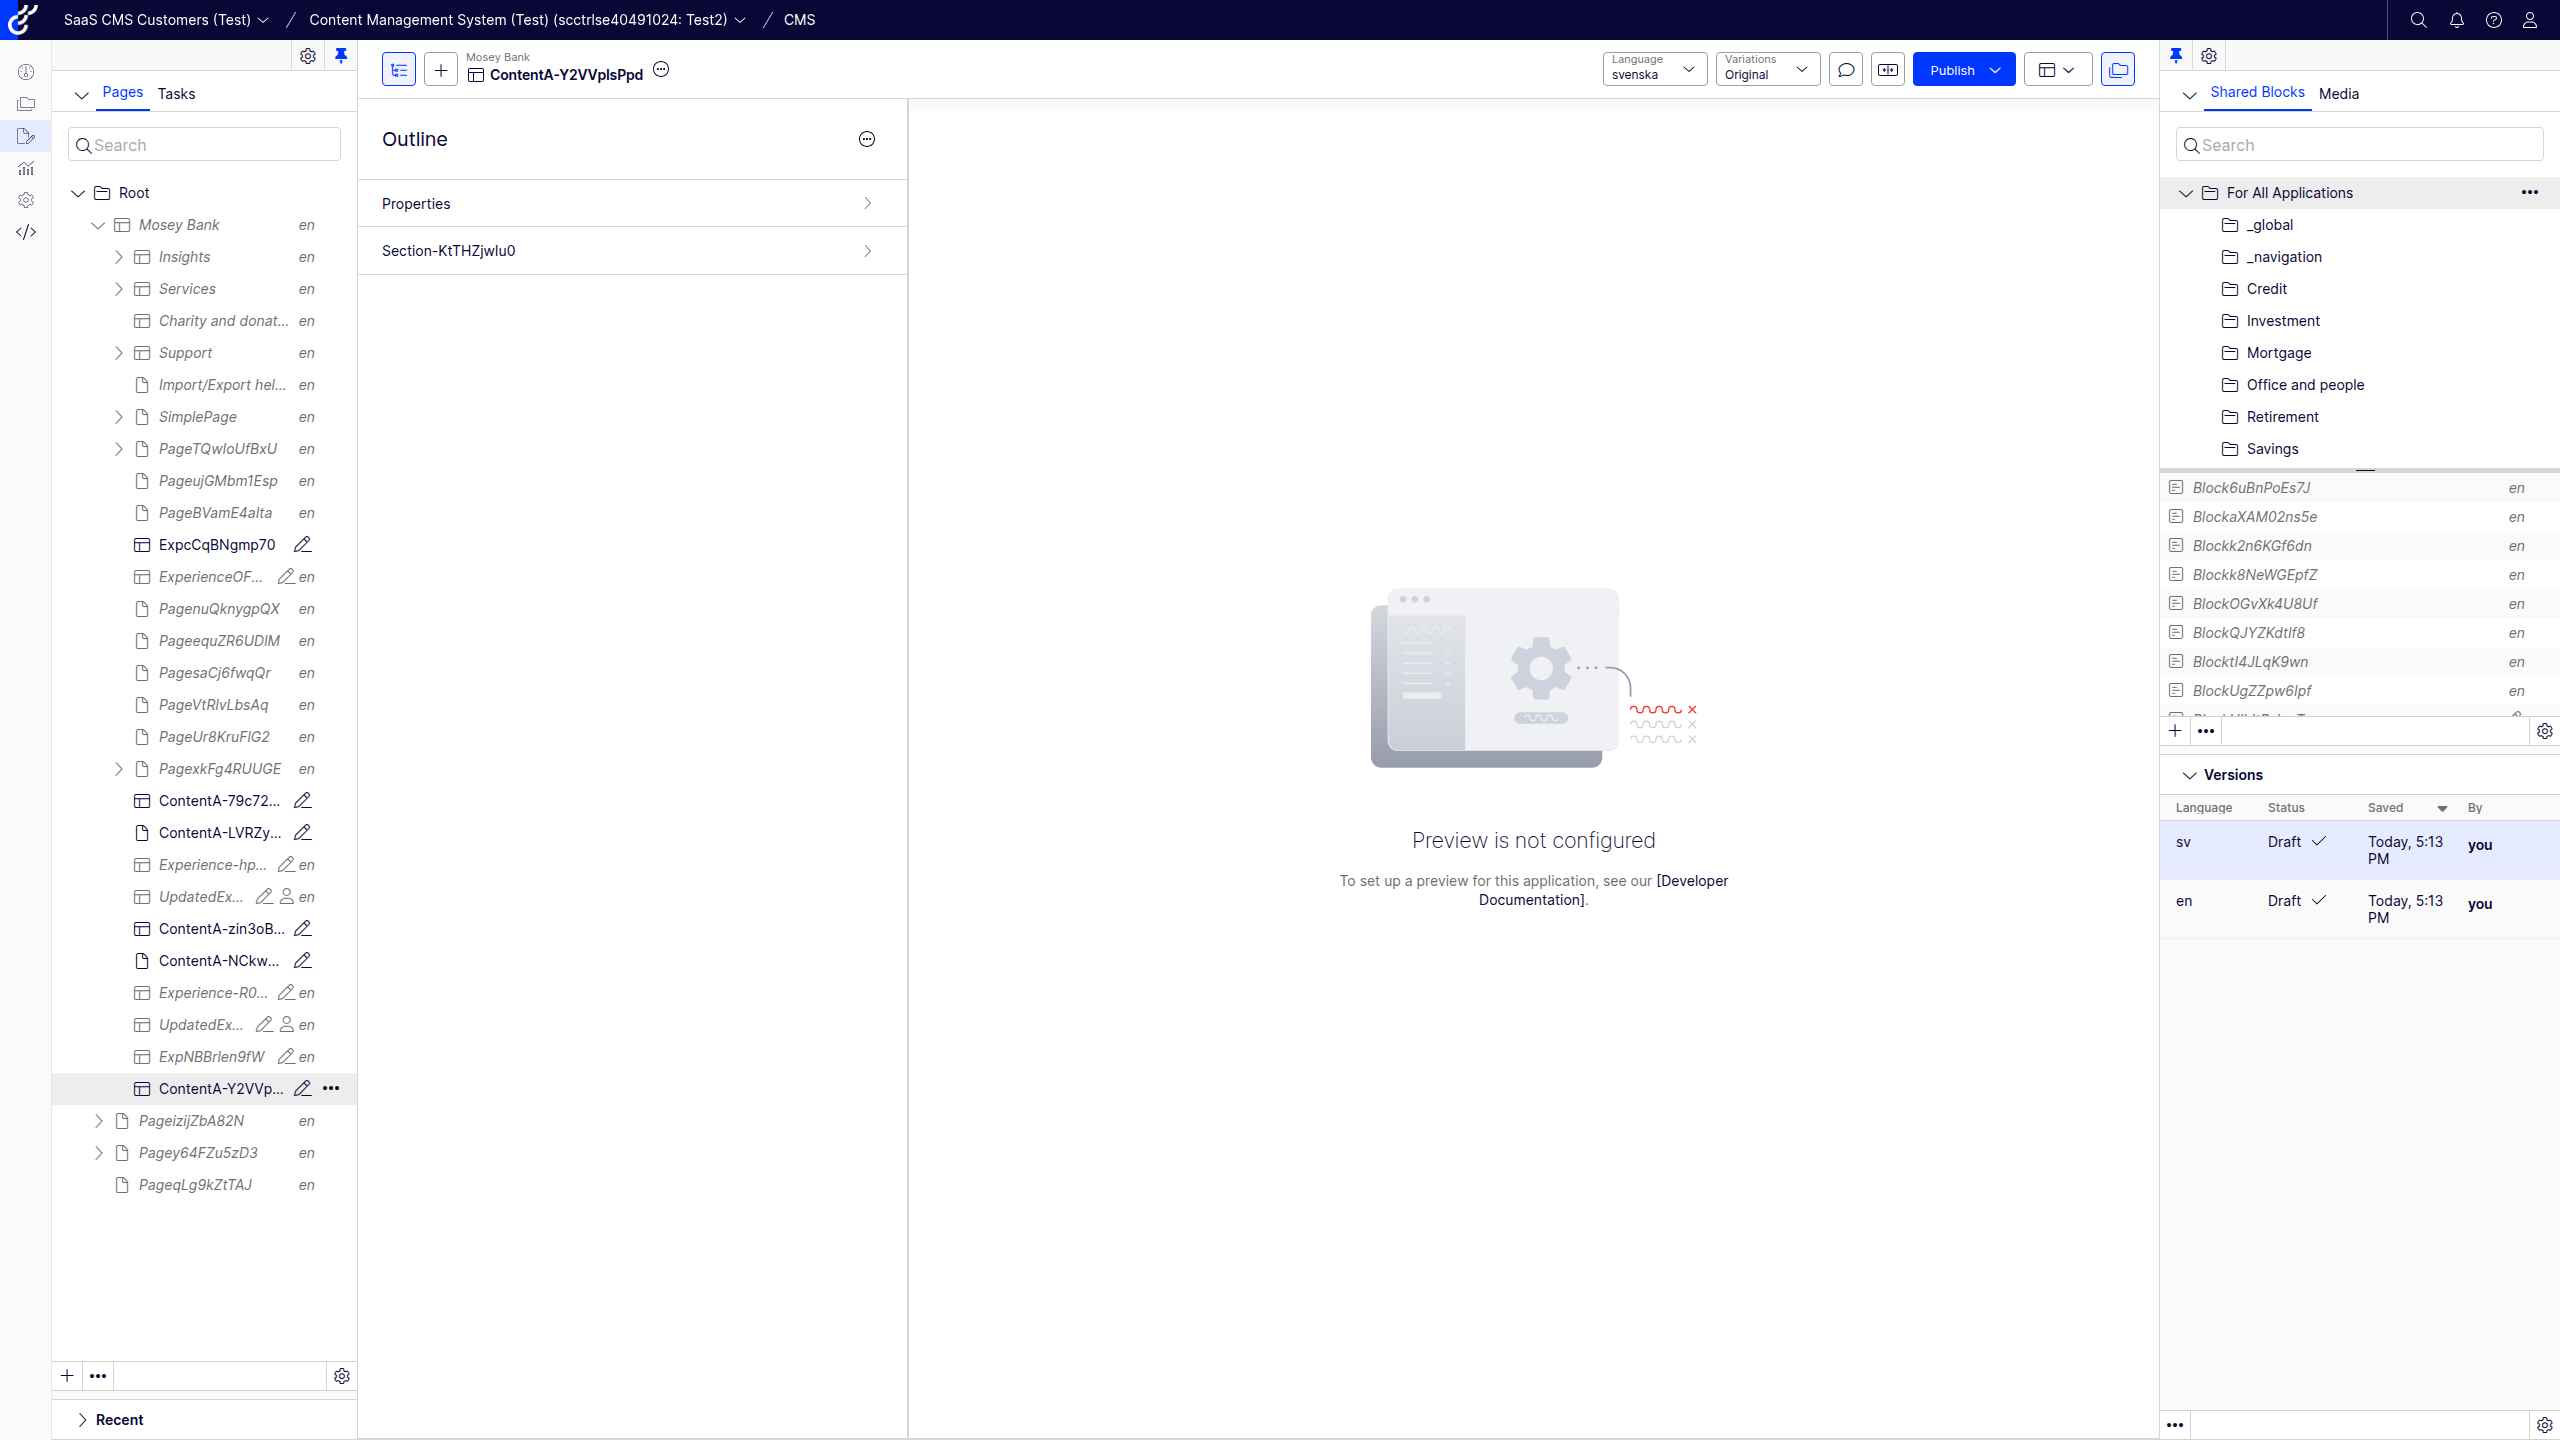 SaaS CMS Customers (Test)
Content Management System (Test) (scctrlse40491024: Test2)
CMS
Pages
Tasks
Search
Root
Mosey Bank en
Insights en
Services en
Charity and donat... en
Support en
Import/Export hel... en
SimplePage en
PageTQwIoUfBxU en
PageujGMbm1Esp en
PageBVamE4aIta en
ExpcCqBNgmp70
ExperienceOF... en
PagenuQknygpQX en
PageequZR6UDIM en
PagesaCj6fwqQr en
PageVtRlvLbsAq en
PageUr8KruFIG2 en
PagexkFg4RUUGE en
ContentA-79c72...
ContentA-LVRZy...
Experience-hp... en
UpdatedEx... en
ContentA-zin3oB...
ContentA-NCkw...
Experience-R0... en
UpdatedEx... en
ExpNBBrlen9fW en
ContentA-Y2VVp...
PageizijZbA82N en
Pagey64FZu5zD3 en
PageqLg9kZtTAJ en
Recent
Mosey Bank
ContentA-Y2VVplsPpd
Language
svenska
Variations
Original
Publish
Outline
Properties
Section-KtTHZjwlu0
Preview is not configured
To set up a preview for this application, see our [Developer
Documentation].
Shared Blocks
Media
Search
For All Applications
_global
_navigation
Credit
Investment
Mortgage
Office and people
Retirement
Savings
Block6uBnPoEs7J en
BlockaXAM02ns5e en
Blockk2n6KGf6dn en
Blockk8NeWGEpfZ en
BlockOGvXk4U8Uf en
BlockQJYZKdtIf8 en
Blocktl4JLqK9wn en
BlockUgZZpw6lpf en
Versions
Language Status Saved By
sv Draft Today, 5:13 PM you
en Draft Today, 5:13 PM you